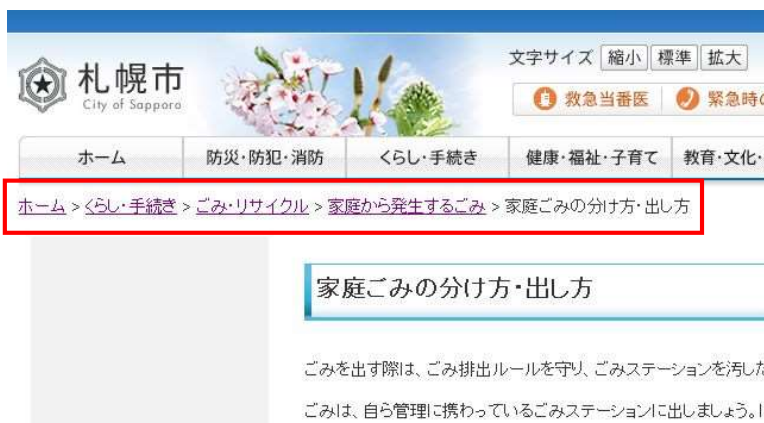 文字サイズ 縮小 標準 拡大
札幌市
City of Sapporo
救急当番医 緊急時の
ホーム 防災・防犯・消防 くらし・手続き 健康・福祉・子育て 教育・文化・
ホーム > くらし・手続き > ごみ・リサイクル > 家庭から発生するごみ > 家庭ごみの分け方・出し方
家庭ごみの分け方・出し方
ごみを出す際は、ごみ排出ルールを守り、ごみステーションを汚した
ごみは、自ら管理に携わっているごみステーションに出しましょう。